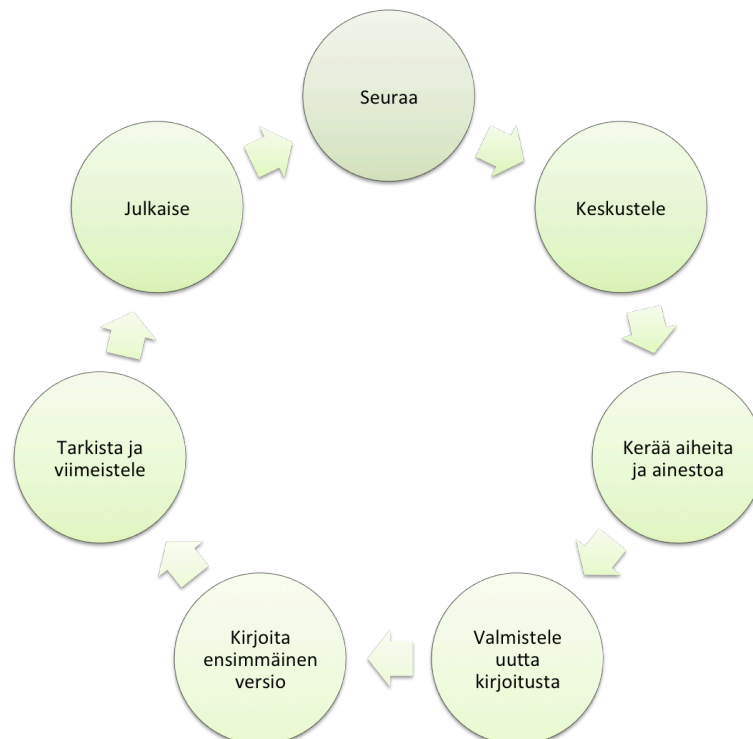 Seuraa
Keskustele
Kerää aiheita
ja ainestoa
Valmistele
uutta
kirjoitusta
Kirjoita
ensimmäinen
versio
Tarkista ja
viimeistele
Julkaise